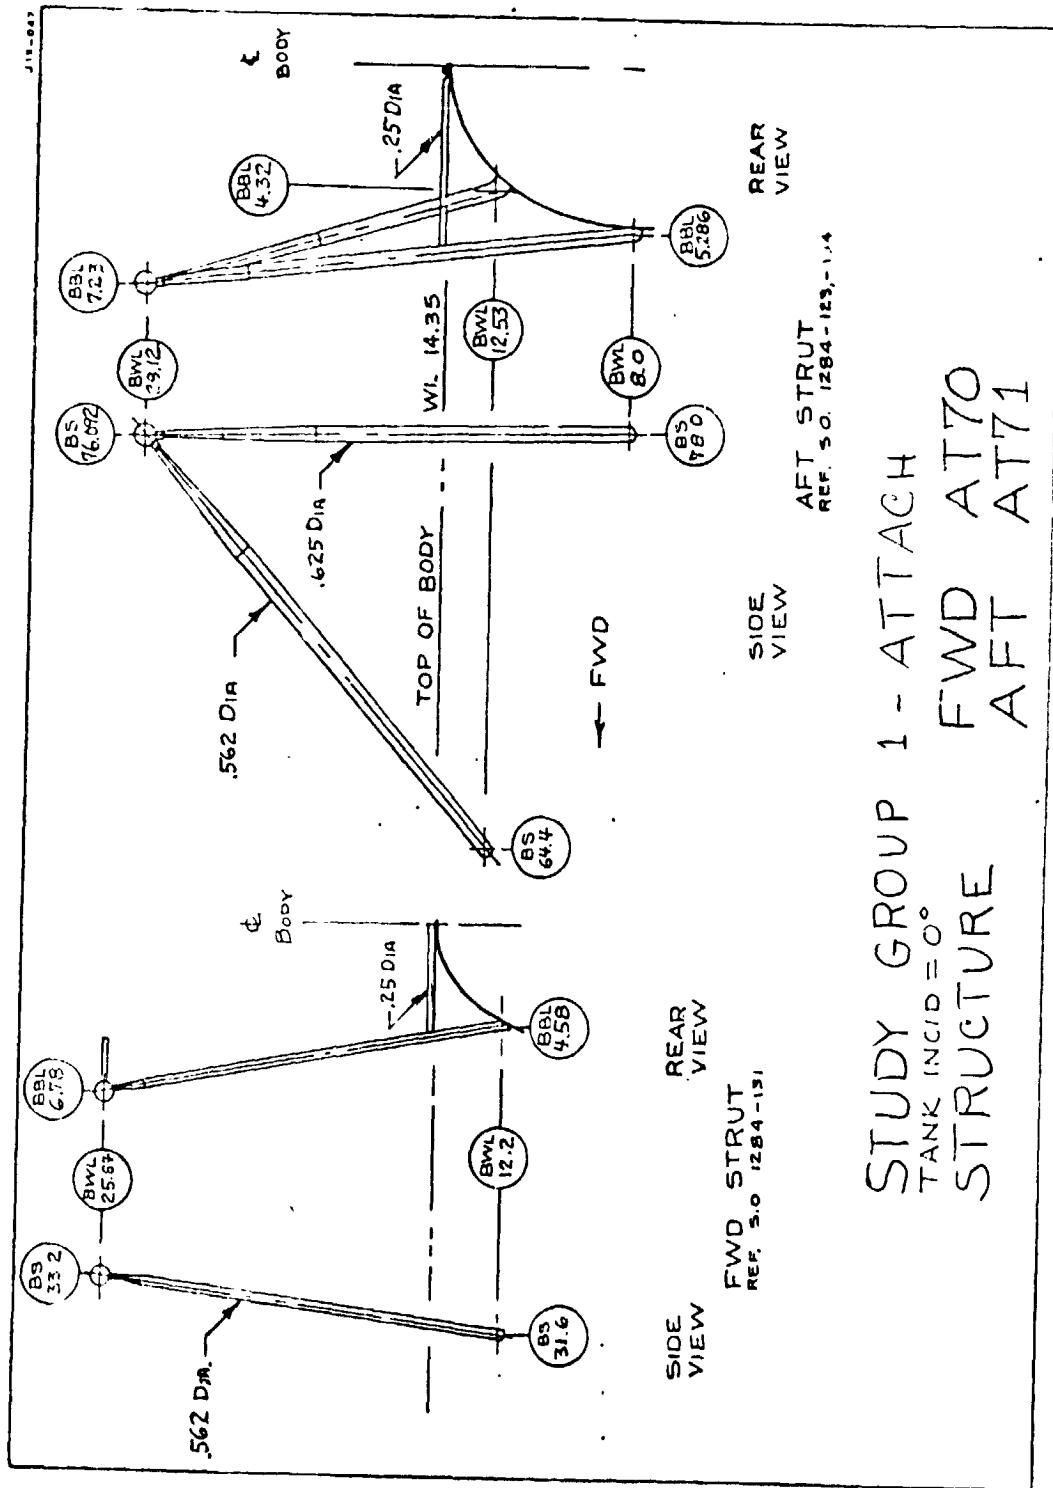 ℄
BODY
.25 DIA
BBL
4.32
BBL
7.23
BBL
5.286
BWL
BWL
12.53
BWL
8.0
WL 14.35
REAR
VIEW
BS
76.092
BS
78.0
.625 DIA
.562 DIA
TOP OF BODY
← FWD
BS
64.4
SIDE
VIEW
AFT STRUT
REF. S.O. 1284-123,
℄
BODY
.25 DIA
BBL
6.78
BBL
4.58
BWL
25.67
BWL
12.2
REAR
VIEW
BS
33.2
.562 DIA.
BS
31.6
SIDE
VIEW
FWD STRUT
REF. S.O 1284-131
STUDY GROUP 1 - ATTACH
TANK INCID = 0°
STRUCTURE FWD AT70
AFT AT71